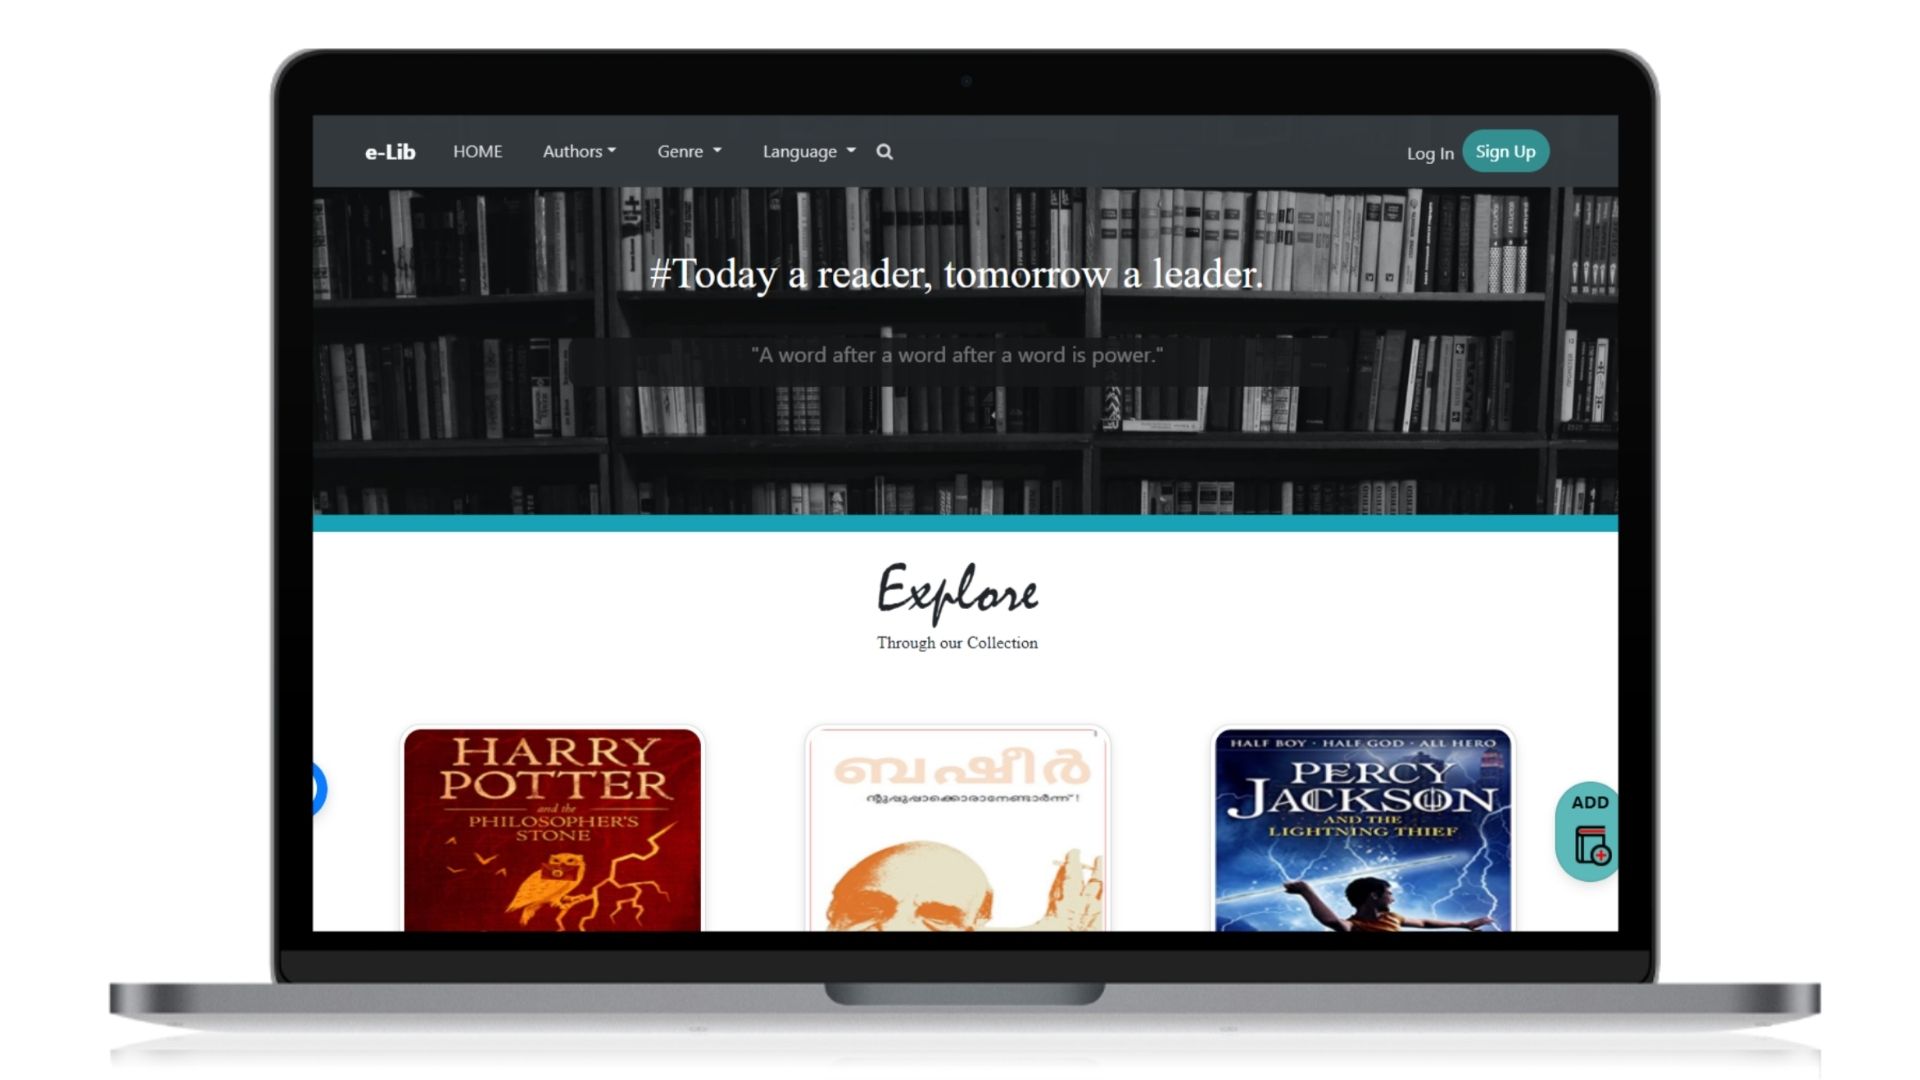 e-Lib HOME Authors Genre Language Log In Sign Up
#Today a reader, tomorrow a leader.
"A word after a word after a word is power."
Explore
Through our Collection
HARRY
POTTER
and the
PHILOSOPHER'S
STONE
ബഷീർ
ന്റുപ്പുപ്പാക്കൊരാനേണ്ടാർന്ന്!
HALF BOY · HALF GOD · ALL HERO
PERCY
JACKSON
AND THE
LIGHTNING THIEF
ADD